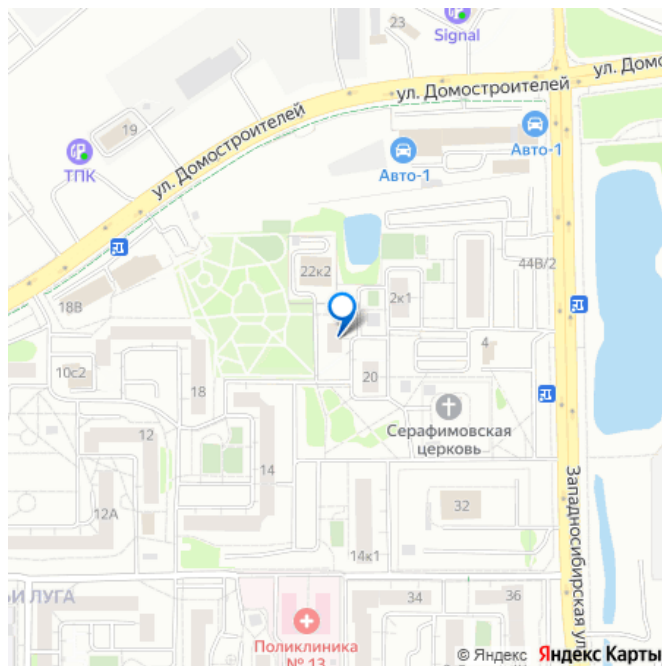 23
Signal
ул. Домо
ул. Домостроителей
19
ТПК
ул. Домостроителей
Авто-1
Авто-1
22к2
44В/2
2к1
18В
4
10с2
20
18
Серафимовская
церковь
12
14
12А
32
Западносибирская ул
14к1
И ЛУГА
34
36
Поликлиника
№ 13
© Яндекс Яндекс Карты